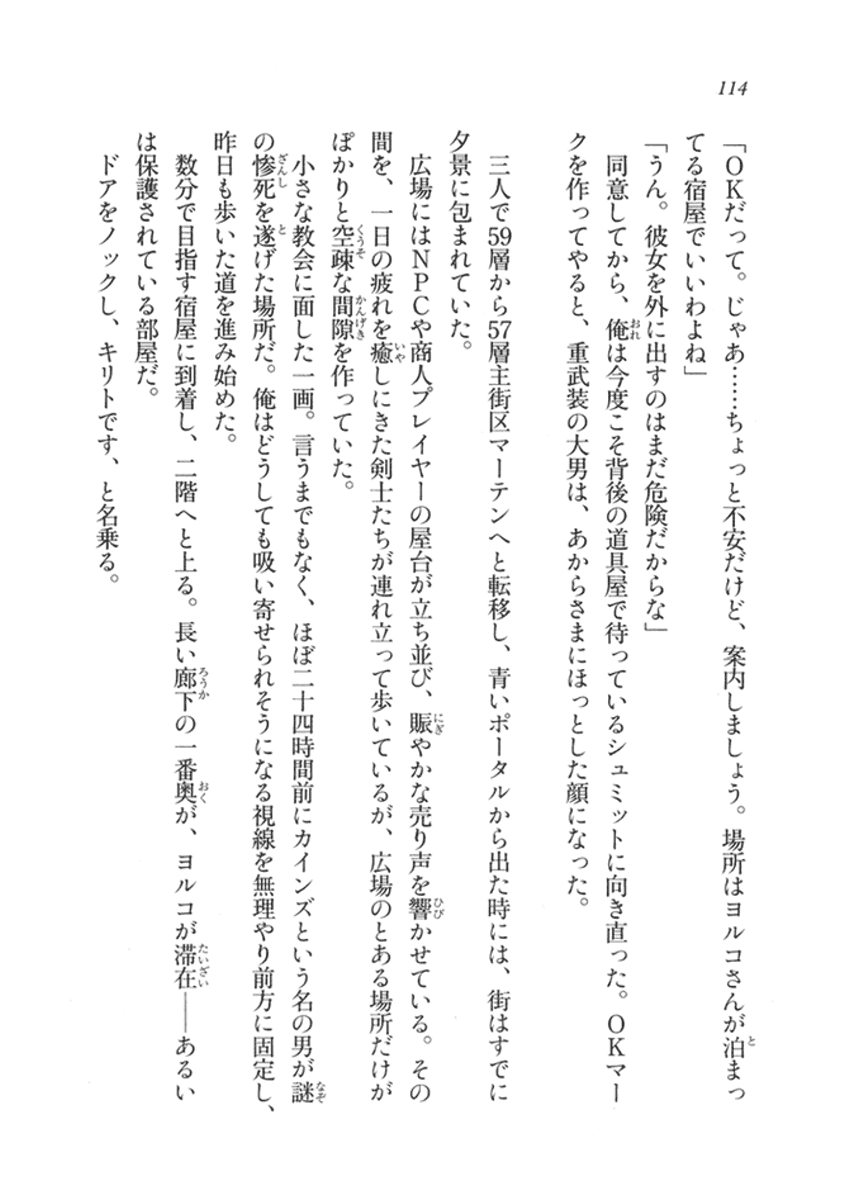 114
「OKだって。じゃあ……ちょっと不安だけど、案内しましょう。場所はヨルコさんが泊まっ
てる宿屋でいいわよね」
「うん。彼女を外に出すのはまだ危険だからな」
同意してから、俺は今度こそ背後の道具屋で待っているシュミットに向き直った。OKマー
クを作ってやると、重武装の大男は、あからさまにほっとした顔になった。
三人で59層から57層主街区マーテンへと転移し、青いポータルから出た時には、街はすでに
夕景に包まれていた。
広場にはNPCや商人プレイヤーの屋台が立ち並び、賑やかな売り声を響かせている。その
間を、一日の疲れを癒しにきた剣士たちが連れ立って歩いているが、広場のとある場所だけが
ぽかりと空疎な間隙を作っていた。
小さな教会に面した一画。言うまでもなく、ほぼ二十四時間前にカインズという名の男が謎
の惨死を遂げた場所だ。俺はどうしても吸い寄せられそうになる視線を無理やり前方に固定し、
昨日も歩いた道を進み始めた。
数分で目指す宿屋に到着し、二階へと上る。長い廊下の一番奥が、ヨルコが滞在――あるい
は保護されている部屋だ。
ドアをノックし、キリトです、と名乗る。